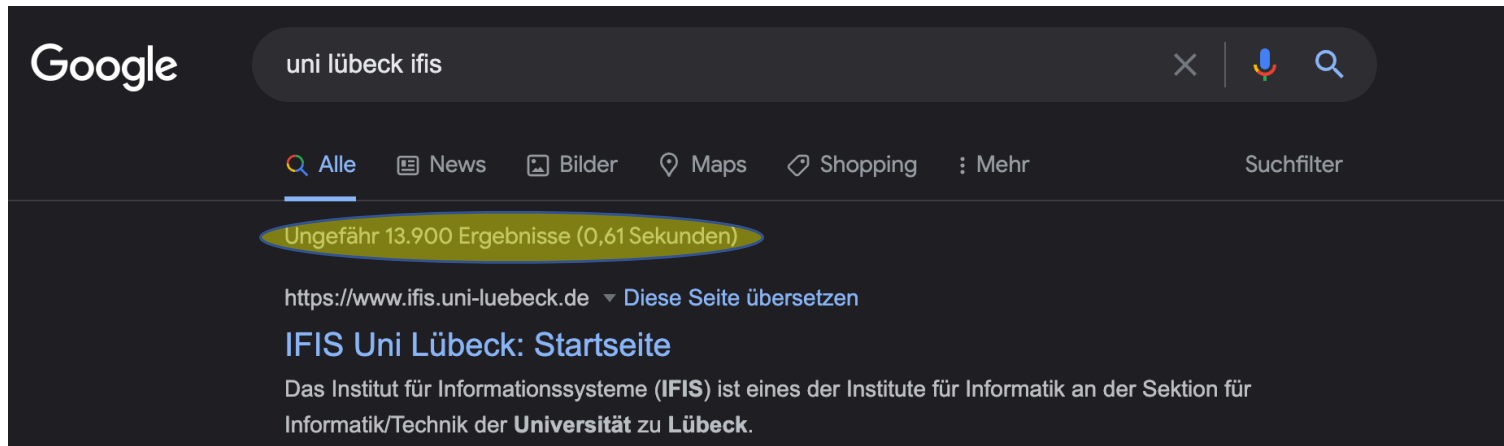 Google
uni lübeck ifis
Alle News Bilder Maps Shopping Mehr Suchfilter
Ungefähr 13.900 Ergebnisse (0,61 Sekunden)
https://www.ifis.uni-luebeck.de Diese Seite übersetzen
IFIS Uni Lübeck: Startseite
Das Institut für Informationssysteme (IFIS) ist eines der Institute für Informatik an der Sektion für
Informatik/Technik der Universität zu Lübeck.